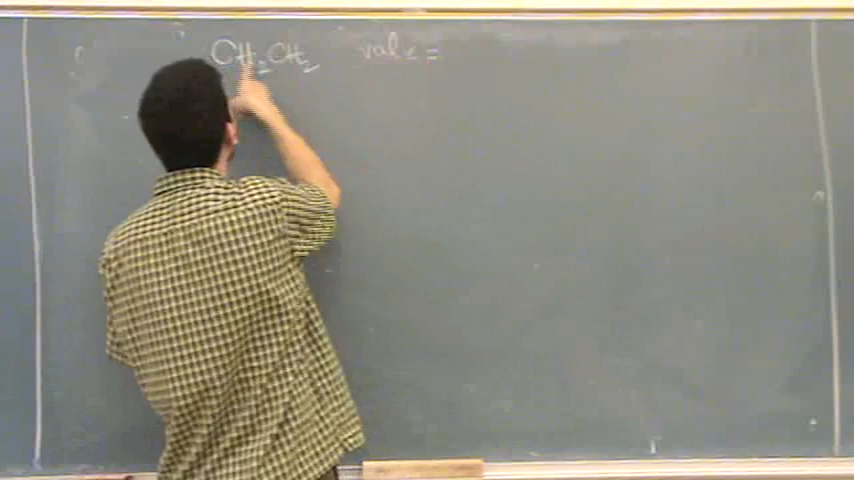 CH₂CH₂ val e =